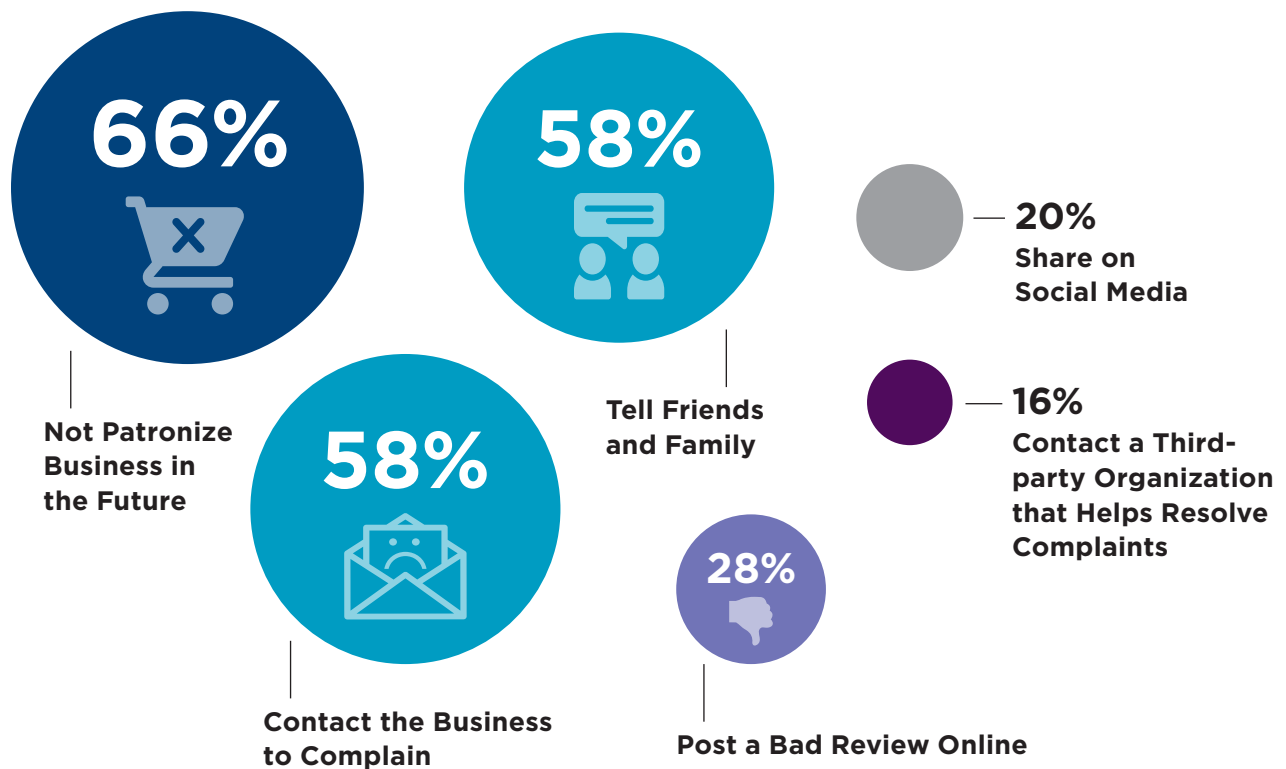 66%
Not Patronize
Business in
the Future
58%
Tell Friends
and Family
20%
Share on
Social Media
16%
Contact a Third-
party Organization
that Helps Resolve
Complaints
58%
Contact the Business
to Complain
28%
Post a Bad Review Online